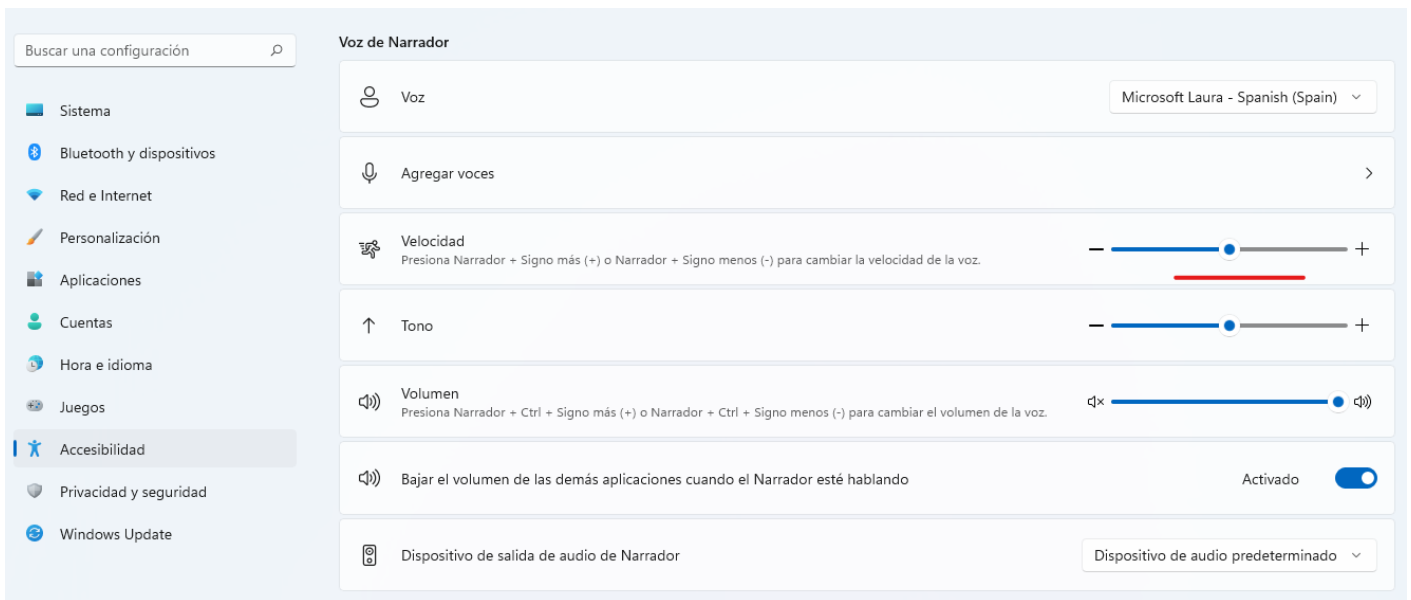 Buscar una configuración
Sistema
Bluetooth y dispositivos
Red e Internet
Personalización
Aplicaciones
Cuentas
Hora e idioma
Juegos
Accesibilidad
Privacidad y seguridad
Windows Update
Voz de Narrador
Voz
Microsoft Laura - Spanish (Spain)
Agregar voces
Velocidad
Presiona Narrador + Signo más (+) o Narrador + Signo menos (-) para cambiar la velocidad de la voz.
Tono
Volumen
Presiona Narrador + Ctrl + Signo más (+) o Narrador + Ctrl + Signo menos (-) para cambiar el volumen de la voz.
Bajar el volumen de las demás aplicaciones cuando el Narrador esté hablando
Activado
Dispositivo de salida de audio de Narrador
Dispositivo de audio predeterminado